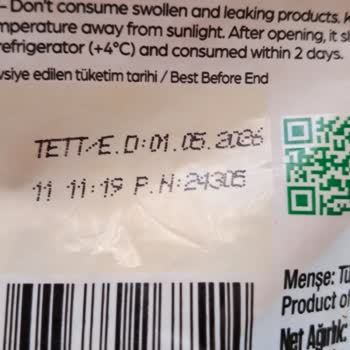 - Don't consume swollen and leaking products. K
mperature away from sunlight. After opening, it s
refrigerator (+4°C) and consumed within 2 days.
vsiye edilen tüketim tarihi / Best Before End
TETT-E.D:01.05.2026
11 11:19 P.N:24305
Menşe: Tü
Product of
Net Ağırlık: